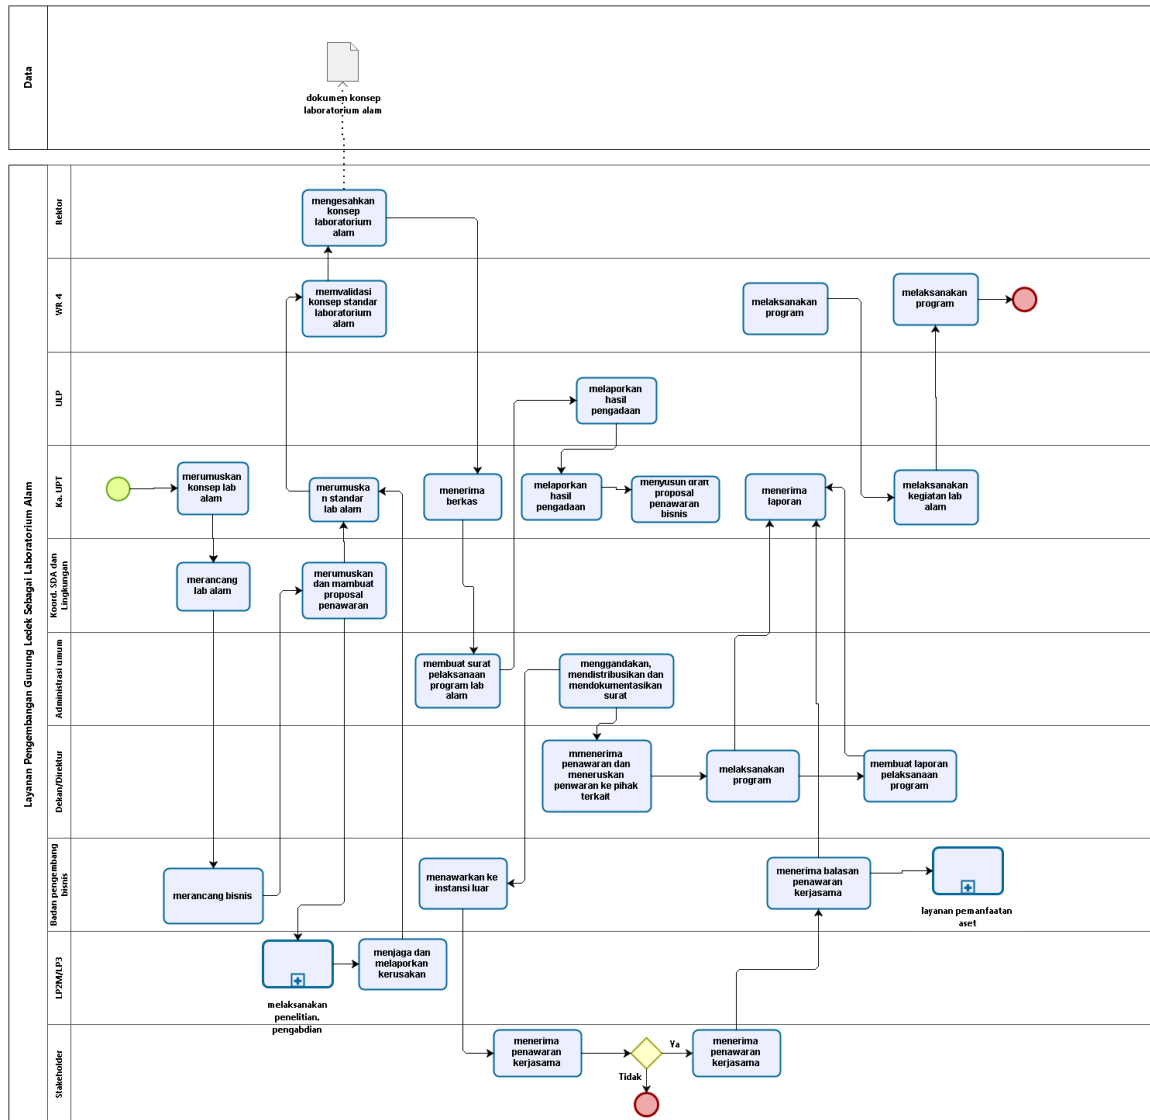 Data
dokumen konsep
laboratorium alam
Layanan Pengembangan Gunung Ledek Sebagai Laboratorium Alam
Rektor
mengesahkan
konsep
laboratorium
alam
WR 4
memvalidasi
konsep standar
laboratorium
alam
melaksanakan
program
melaksanakan
program
ULP
melaporkan
hasil
pengadaan
Ka. UPT
merumuskan
konsep lab
alam
merumuska
n standar
lab alam
menerima
berkas
melaporkan
hasil
pengadaan
menyusun draft
proposal
penawaran
bisnis
menerima
laporan
melaksanakan
kegiatan lab
alam
Koord. SDA dan
Lingkungan
merancang
lab alam
merumuskan
dan mambuat
proposal
penawaran
Administrasi umum
membuat surat
pelaksanaan
program lab
alam
menggandakan,
mendistribusikan dan
mendokumentasikan
surat
Dekan/Direktur
mmenerima
penawaran dan
meneruskan
penwaran ke pihak
terkait
melaksanakan
program
membuat laporan
pelaksanaan
program
Badan pengembang
bisnis
merancang bisnis
menawarkan ke
instansi luar
menerima balasan
penawaran
kerjasama
layanan pemanfaatan
aset
LP2M/LP3
melaksanakan
penelitian,
pengabdian
menjaga dan
melaporkan
kerusakan
Stakeholder
menerima
penawaran
kerjasama
Ya
Tidak
menerima
penawaran
kerjasama